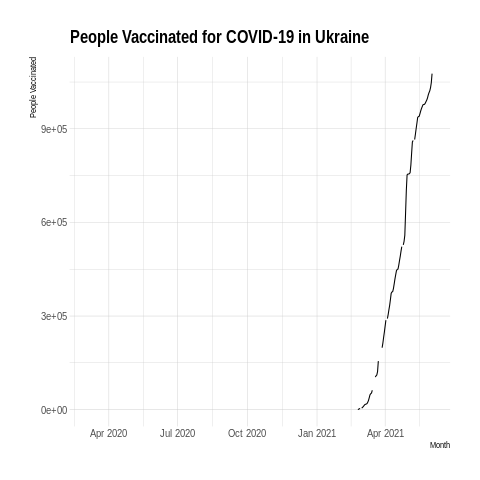 People Vaccinated for COVID-19 in Ukraine
People Vaccinated
9e+05
6e+05
3e+05
0e+00
Apr 2020 Jul 2020 Oct 2020 Jan 2021 Apr 2021
Month